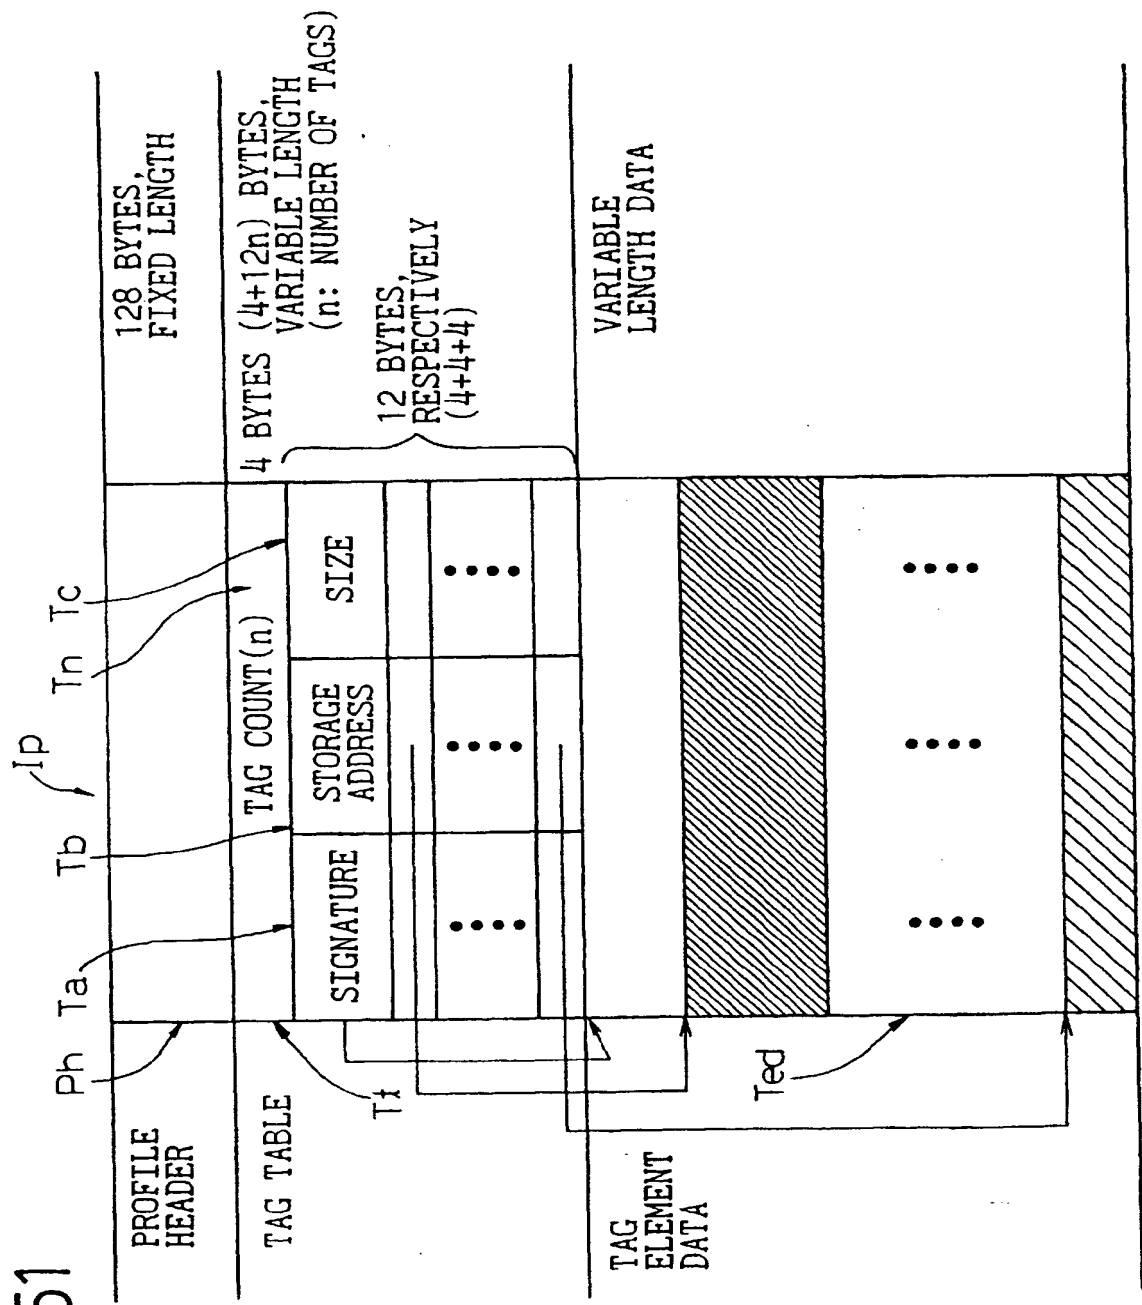 51
Ip
Ph
Ta
Tb
Tn
Tc
PROFILE
HEADER
128 BYTES,
FIXED LENGTH
TAG TABLE
Tt
TAG COUNT(n)
4 BYTES
(4+12n) BYTES,
VARIABLE LENGTH
(n: NUMBER OF TAGS)
SIGNATURE
STORAGE
ADDRESS
SIZE
12 BYTES,
RESPECTIVELY
(4+4+4)
TAG
ELEMENT
DATA
Ted
VARIABLE
LENGTH DATA